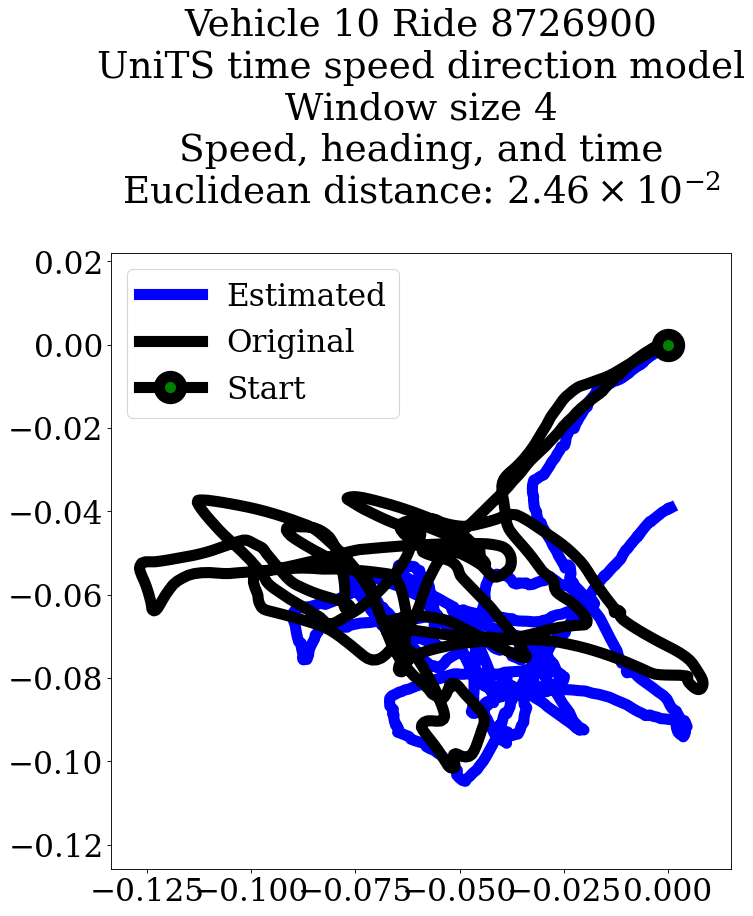 Vehicle 10 Ride 8726900
UniTS time speed direction model
Window size 4
Speed, heading, and time
Euclidean distance: 2.46 × 10⁻²
Estimated
Original
Start
0.02
0.00
−0.02
−0.04
−0.06
−0.08
−0.10
−0.12
−0.125 −0.100 −0.075 −0.050 −0.025 0.000